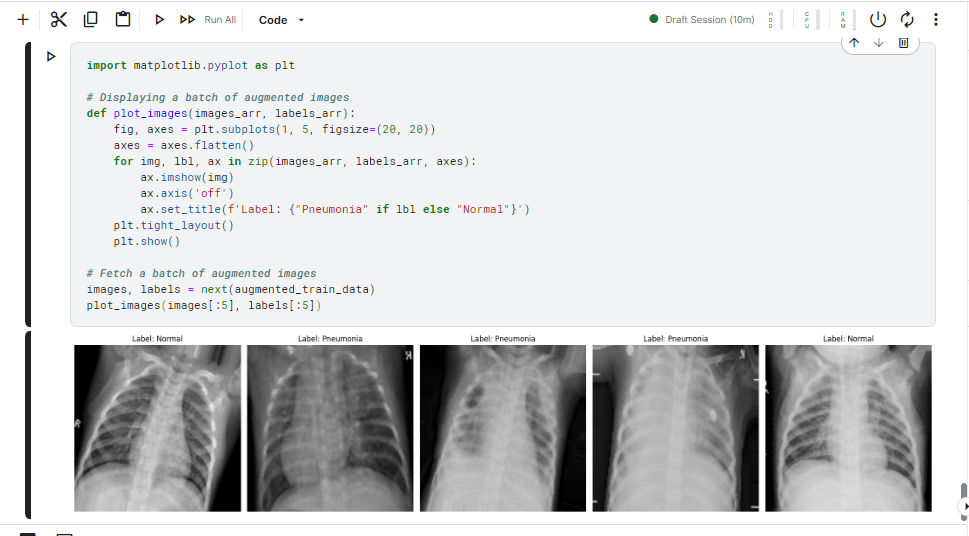 Run All
Code
Draft Session (10m)
HDD
CPU
RAM
import matplotlib.pyplot as plt
# Displaying a batch of augmented images
def plot_images(images_arr, labels_arr):
    fig, axes = plt.subplots(1, 5, figsize=(20, 20))
    axes = axes.flatten()
    for img, lbl, ax in zip(images_arr, labels_arr, axes):
        ax.imshow(img)
        ax.axis('off')
        ax.set_title(f'Label: {"Pneumonia" if lbl else "Normal"}')
    plt.tight_layout()
    plt.show()
# Fetch a batch of augmented images
images, labels = next(augmented_train_data)
plot_images(images[:5], labels[:5])
Label: Normal
Label: Pneumonia
Label: Pneumonia
Label: Pneumonia
Label: Normal
R